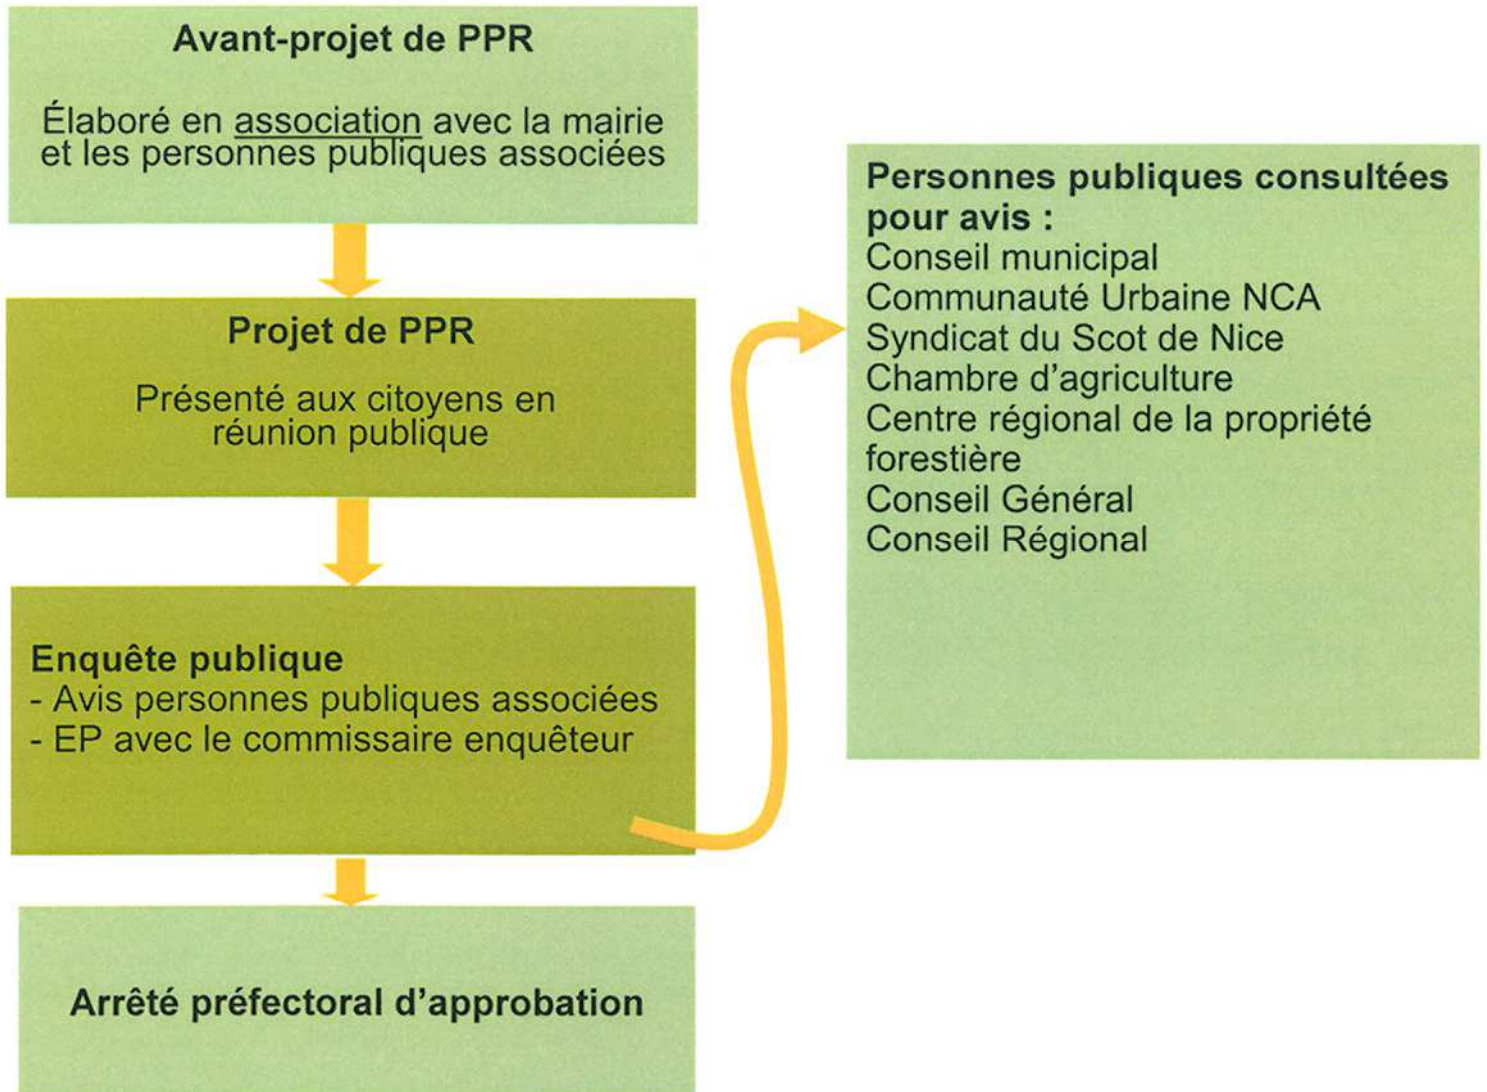 Avant-projet de PPR
Élaboré en association avec la mairie
et les personnes publiques associées
Projet de PPR
Présenté aux citoyens en
réunion publique
Enquête publique
- Avis personnes publiques associées
- EP avec le commissaire enquêteur
Arrêté préfectoral d'approbation
Personnes publiques consultées
pour avis :
Conseil municipal
Communauté Urbaine NCA
Syndicat du Scot de Nice
Chambre d'agriculture
Centre régional de la propriété
forestière
Conseil Général
Conseil Régional